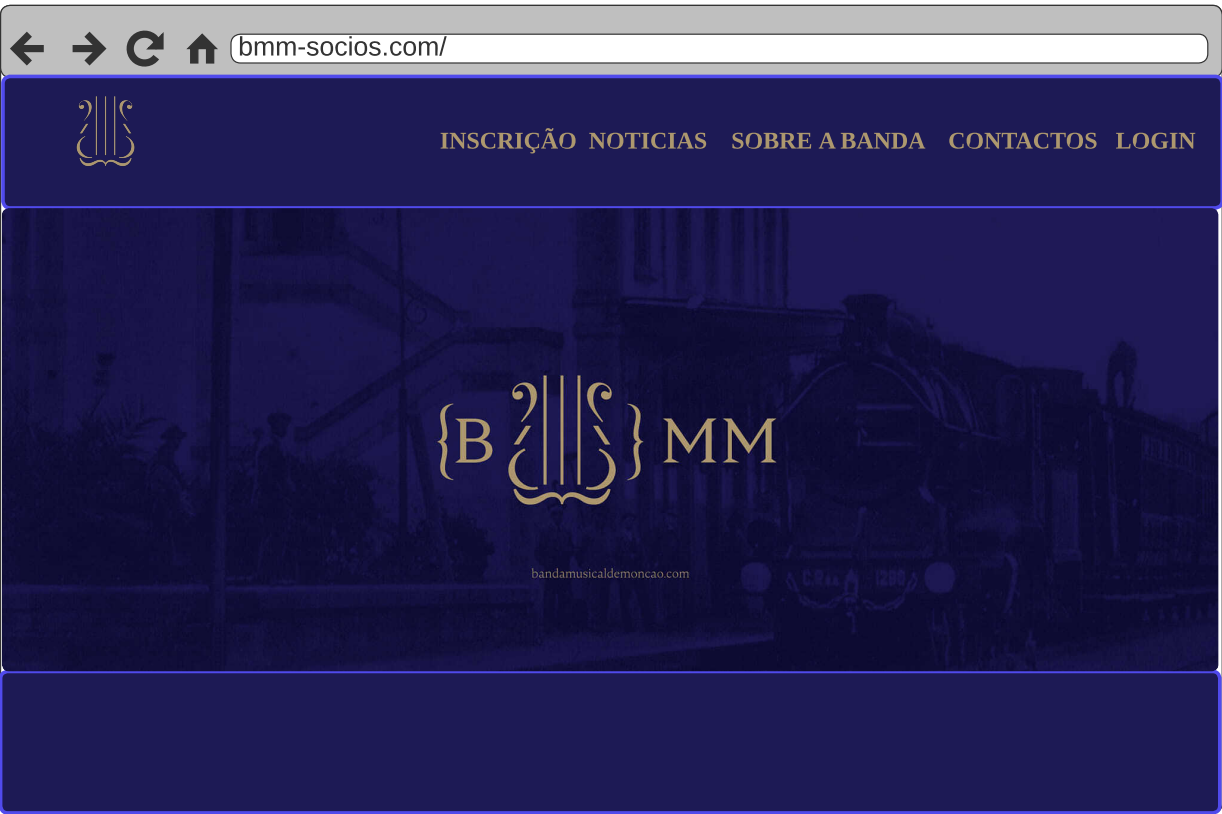 bmm-socios.com/
INSCRIÇÃO NOTICIAS SOBRE A BANDA CONTACTOS LOGIN
{B } MM
bandamusicaldemoncao.com